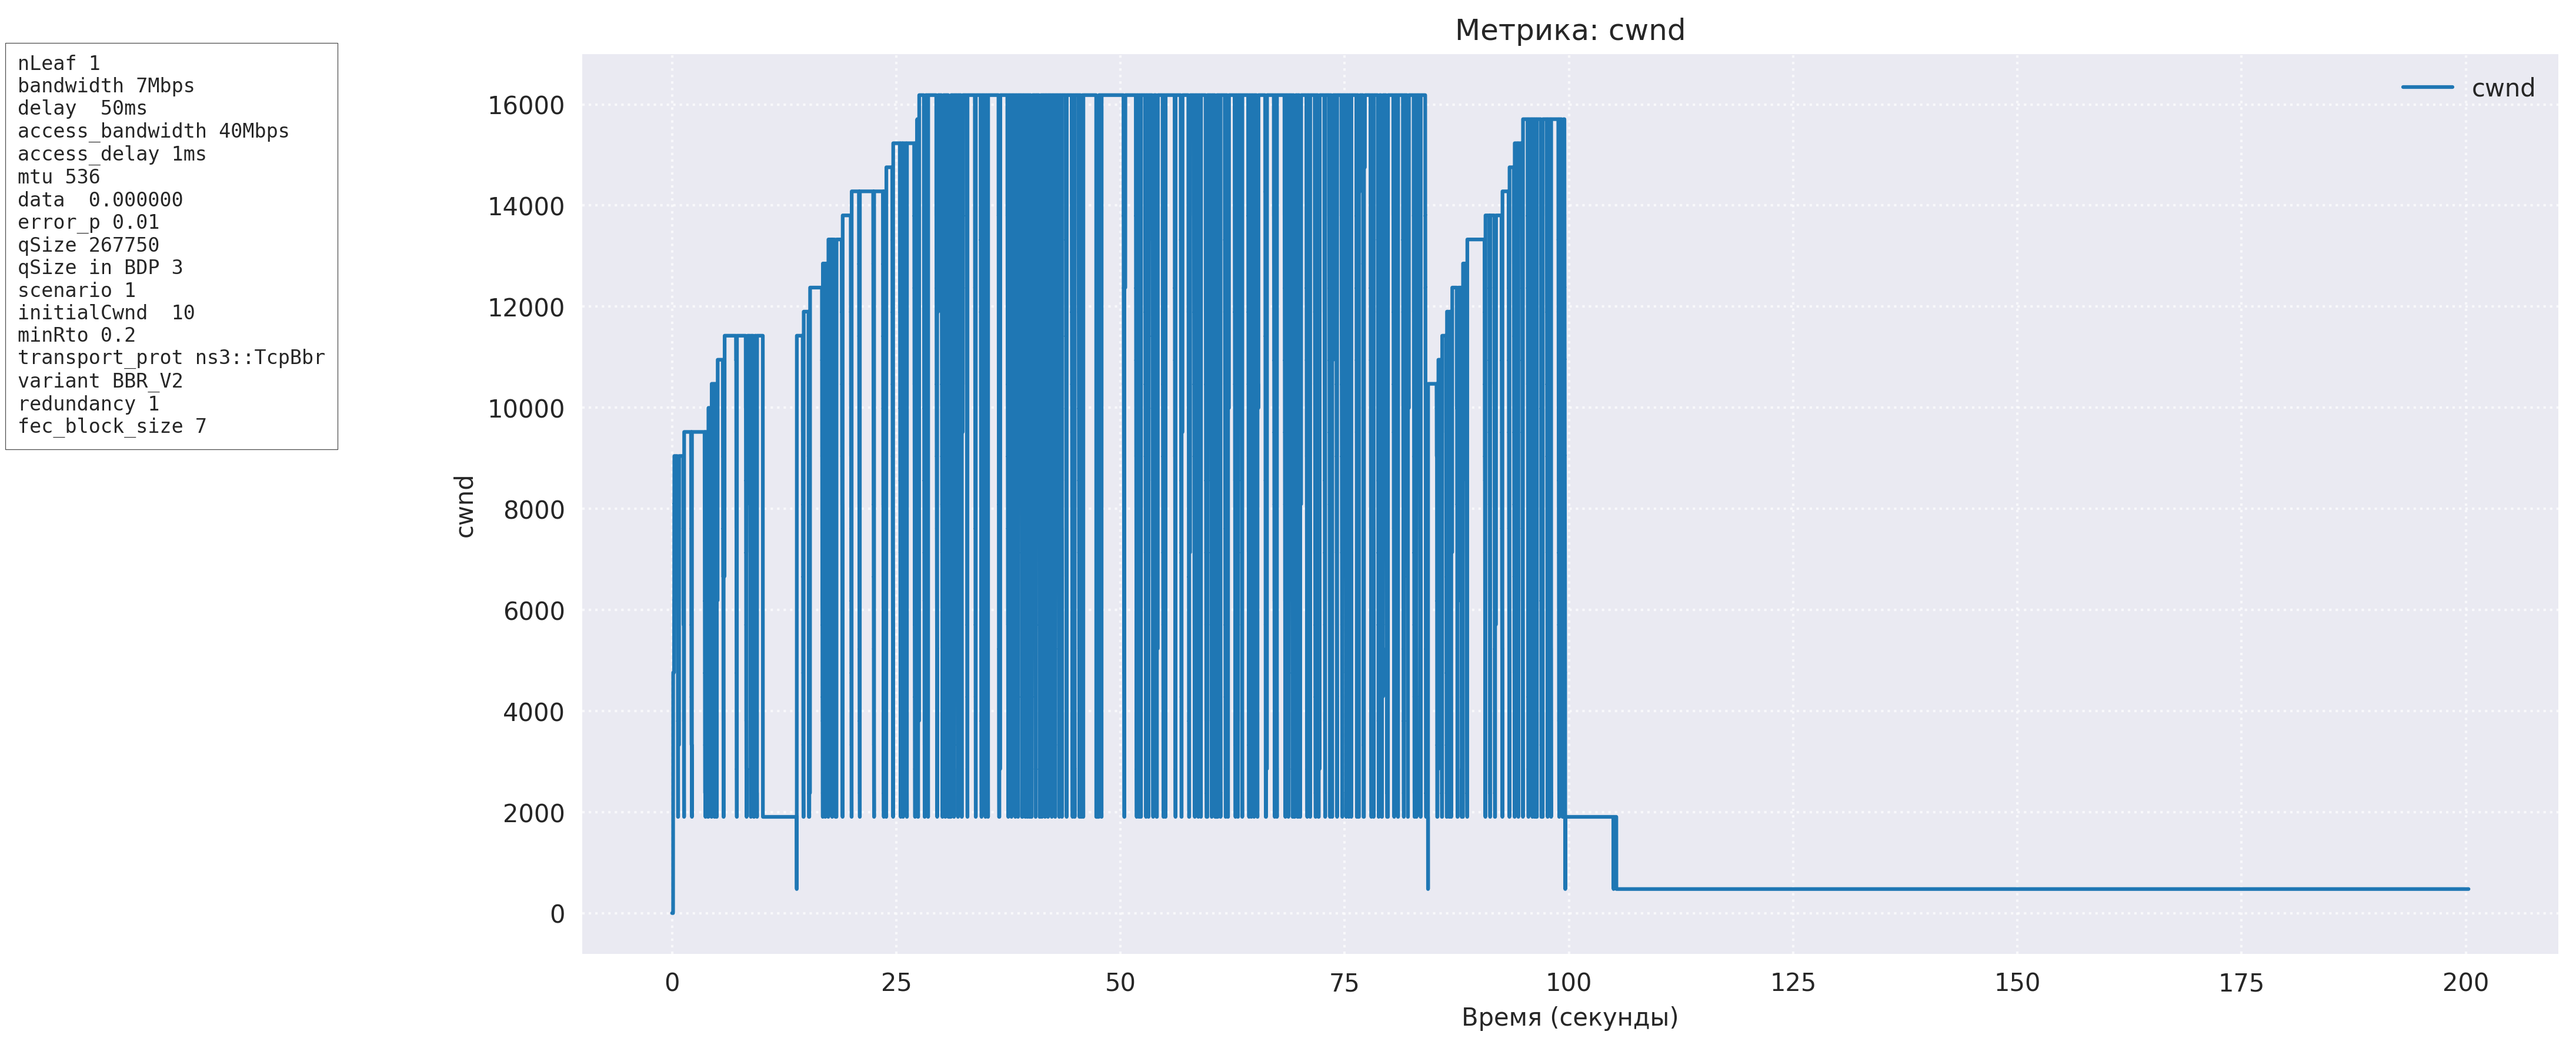 Метрика: cwnd
nLeaf 1
bandwidth 7Mbps
delay  50ms
access_bandwidth 40Mbps
access_delay 1ms
mtu 536
data  0.000000
error_p 0.01
qSize 267750
qSize in BDP 3
scenario 1
initialCwnd  10
minRto 0.2
transport_prot ns3::TcpBbr
variant BBR_V2
redundancy 1
fec_block_size 7
cwnd
cwnd
16000
14000
12000
10000
8000
6000
4000
2000
0
0 25 50 75 100 125 150 175 200
Время (секунды)